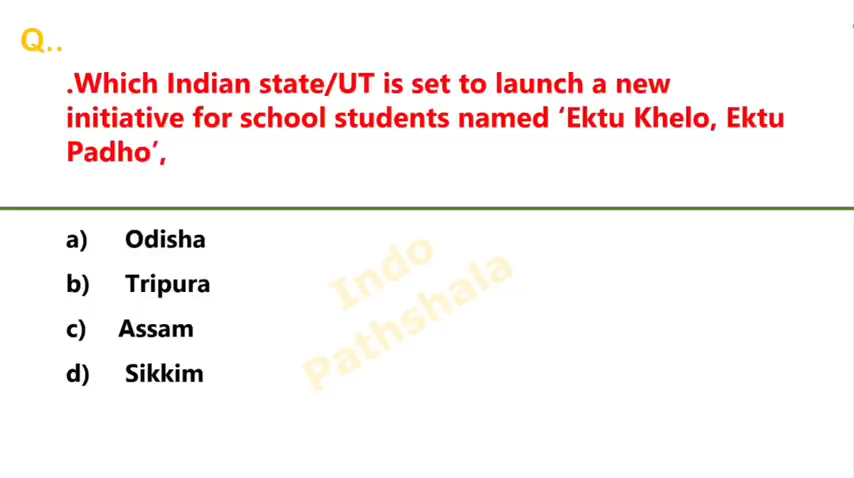 Q..
.Which Indian state/UT is set to launch a new
initiative for school students named ‘Ektu Khelo, Ektu
Padho’,
a) Odisha
b) Tripura
c) Assam
d) Sikkim
Indo
Pathshala